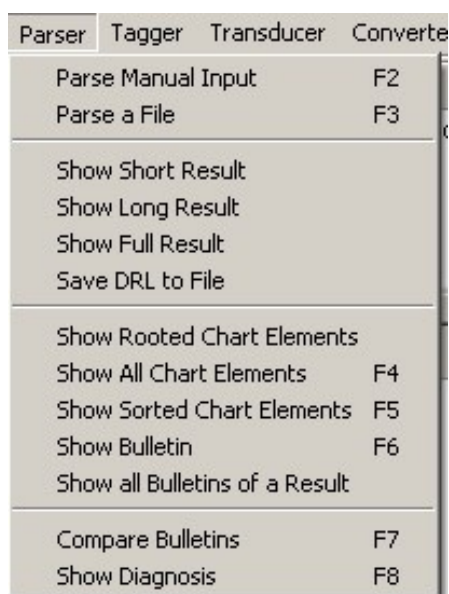 Parser Tagger Transducer Converte
Parse Manual Input F2
Parse a File F3
Show Short Result
Show Long Result
Show Full Result
Save DRL to File
Show Rooted Chart Elements
Show All Chart Elements F4
Show Sorted Chart Elements F5
Show Bulletin F6
Show all Bulletins of a Result
Compare Bulletins F7
Show Diagnosis F8